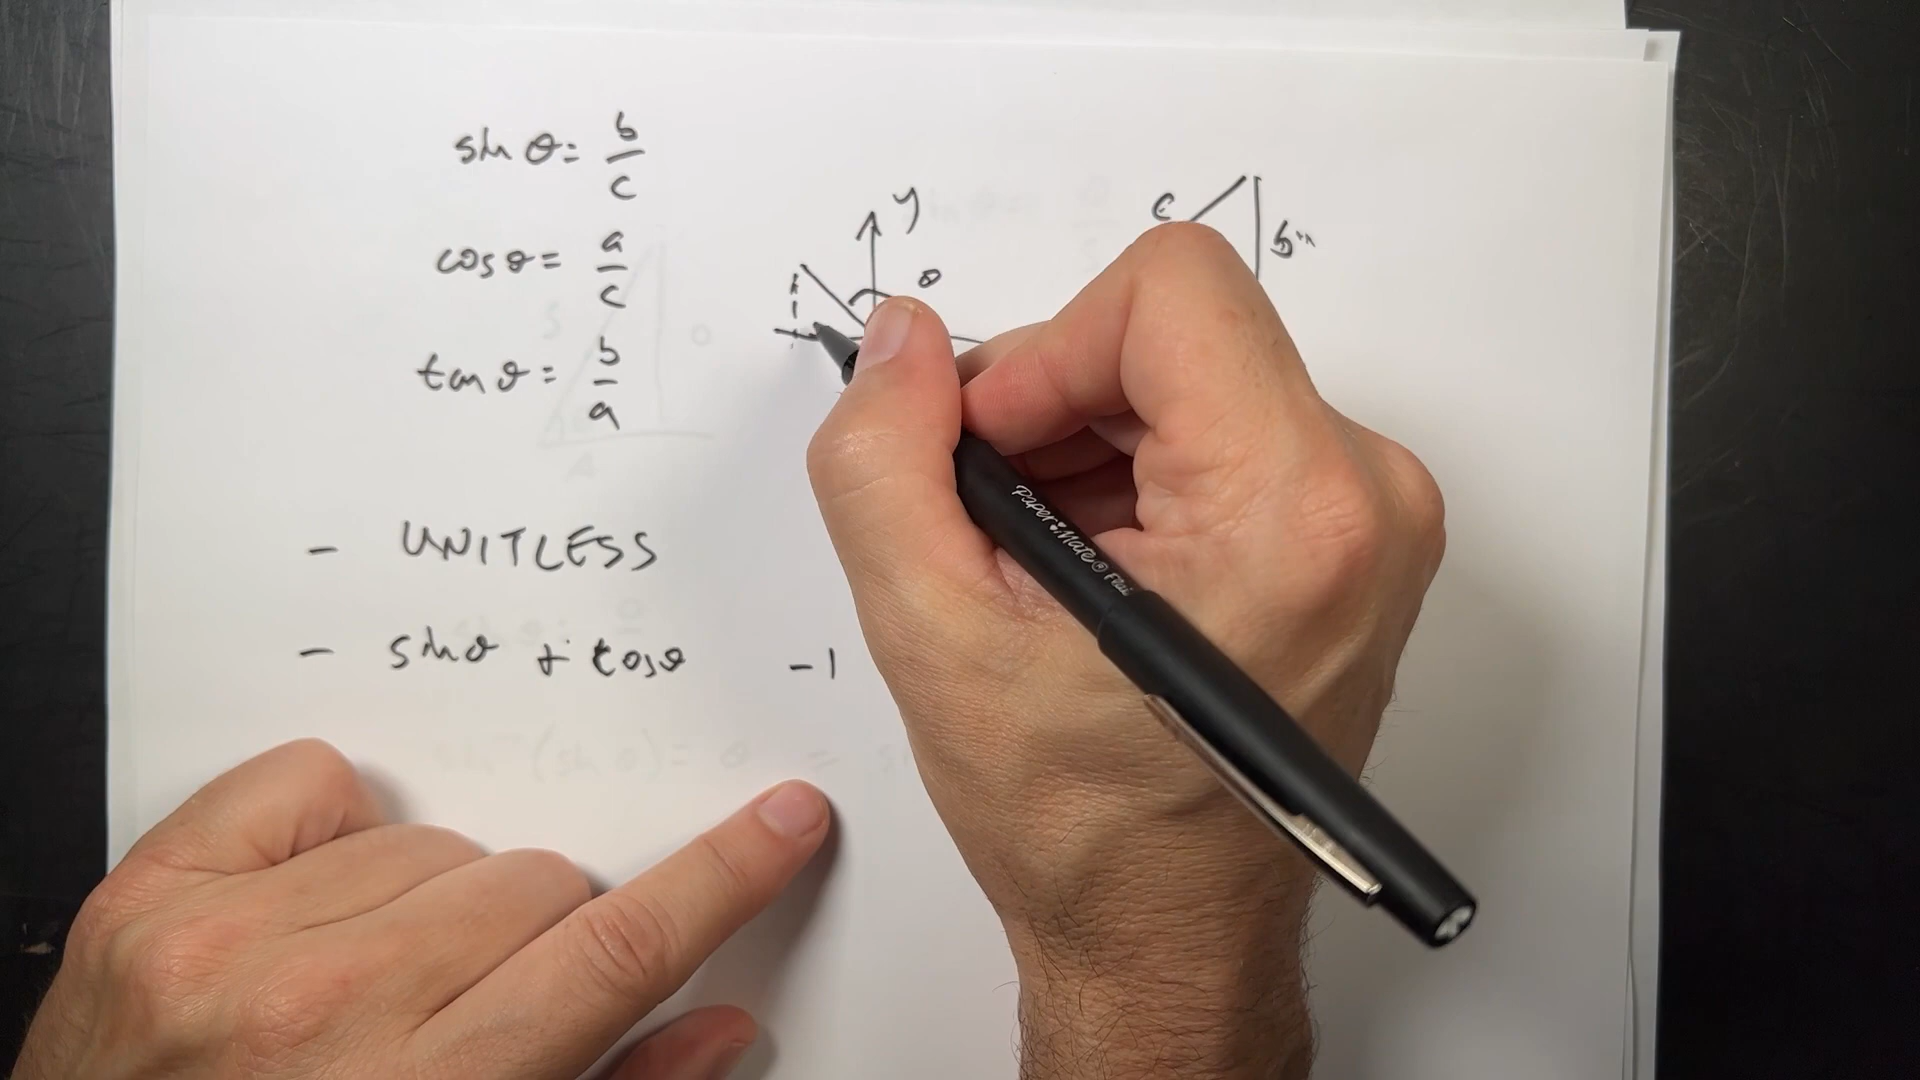 sin θ = b/c
cos θ = a/c
tan θ = b/a
y
θ
c
b
- UNITLESS
- sin θ + cos θ -1
Paper Mate® Flair